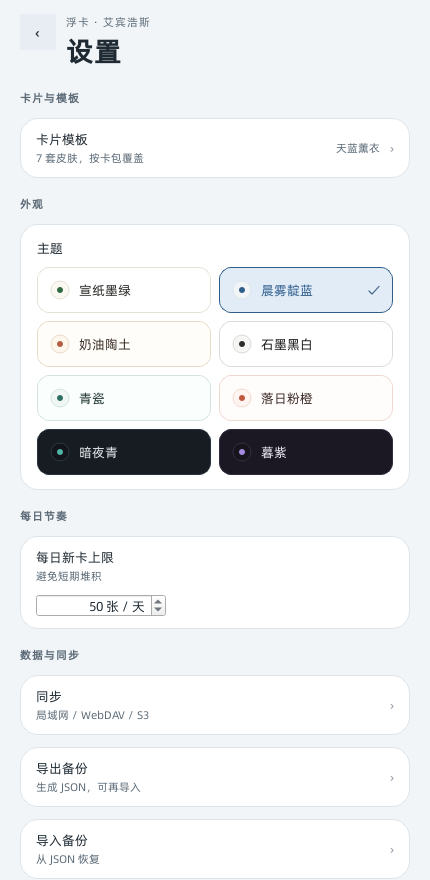 ‹
浮卡 · 艾宾浩斯
设置
卡片与模板
卡片模板
7 套皮肤，按卡包覆盖
天蓝薰衣 ›
外观
主题
宣纸墨绿
晨雾靛蓝
奶油陶土
石墨黑白
青瓷
落日粉橙
暗夜青
暮紫
每日节奏
每日新卡上限
避免短期堆积
50 张 / 天
数据与同步
同步
局域网 / WebDAV / S3
›
导出备份
生成 JSON，可再导入
›
导入备份
从 JSON 恢复
›